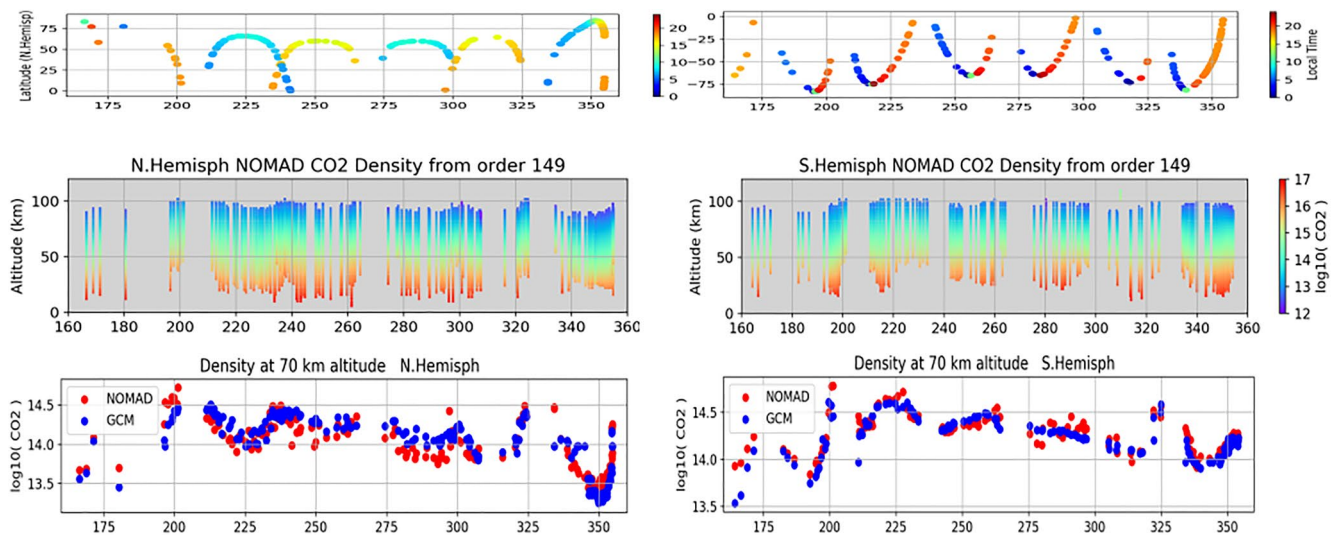 Latitude (N.Hemisp)
75
50
25
0
175
200
225
250
275
300
325
350
20
15
10
5
0
0
−25
−50
−75
175
200
225
250
275
300
325
350
20
15
10
5
0
Local Time
N.Hemisph NOMAD CO2 Density from order 149
Altitude (km)
100
50
0
160 180 200 220 240 260 280 300 320 340 360
S.Hemisph NOMAD CO2 Density from order 149
Altitude (km)
100
50
0
160 180 200 220 240 260 280 300 320 340 360
17
16
15
14
13
12
log10( CO2 )
Density at 70 km altitude N.Hemisph
NOMAD
GCM
log10( CO2 )
14.5
14.0
13.5
175 200 225 250 275 300 325 350
Density at 70 km altitude S.Hemisph
NOMAD
GCM
log10( CO2 )
14.5
14.0
13.5
175 200 225 250 275 300 325 350